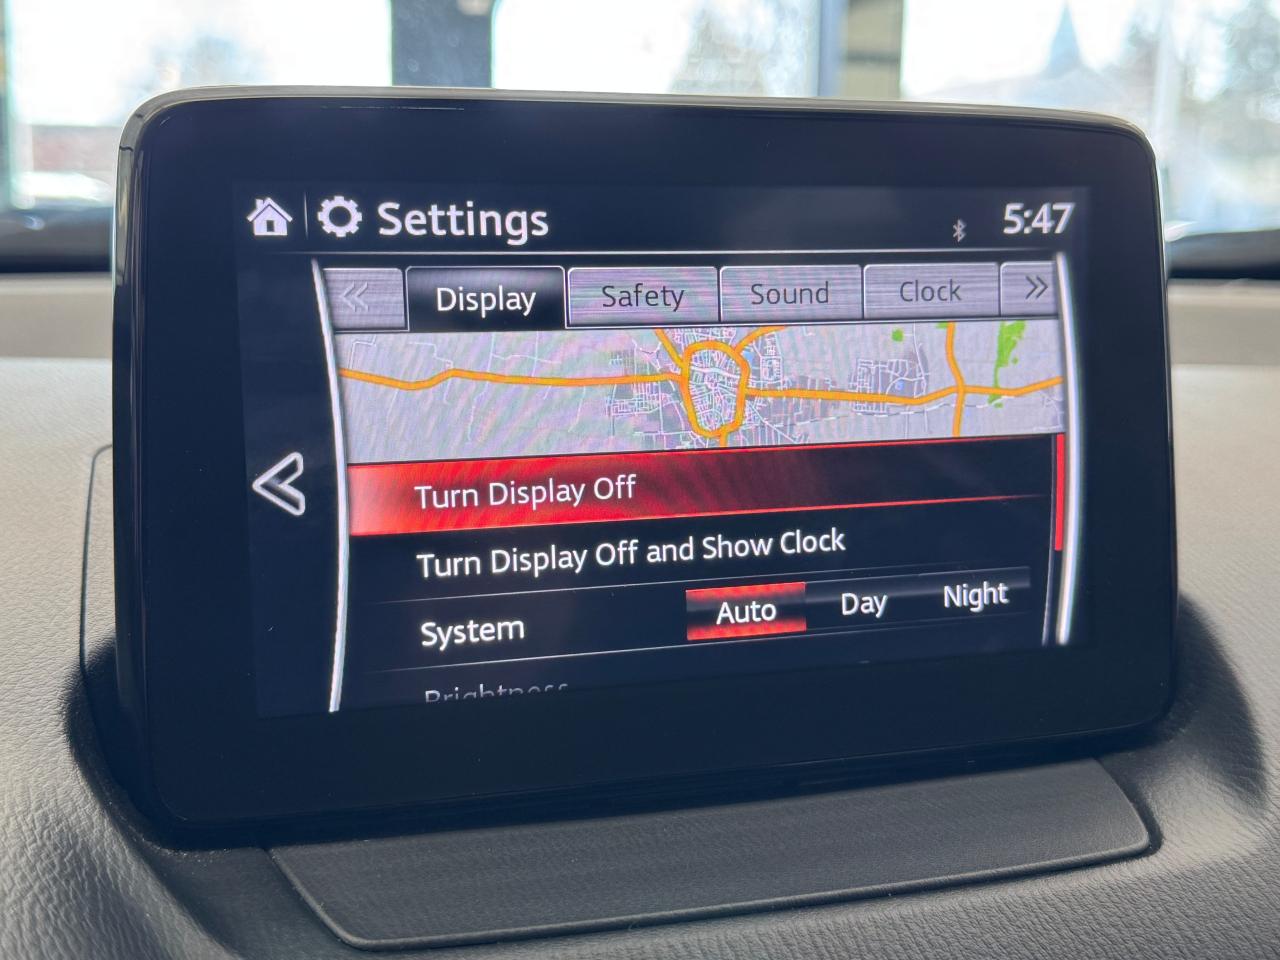 Settings
5:47
Display Safety Sound Clock
Turn Display Off
Turn Display Off and Show Clock
System Auto Day Night
Brightness